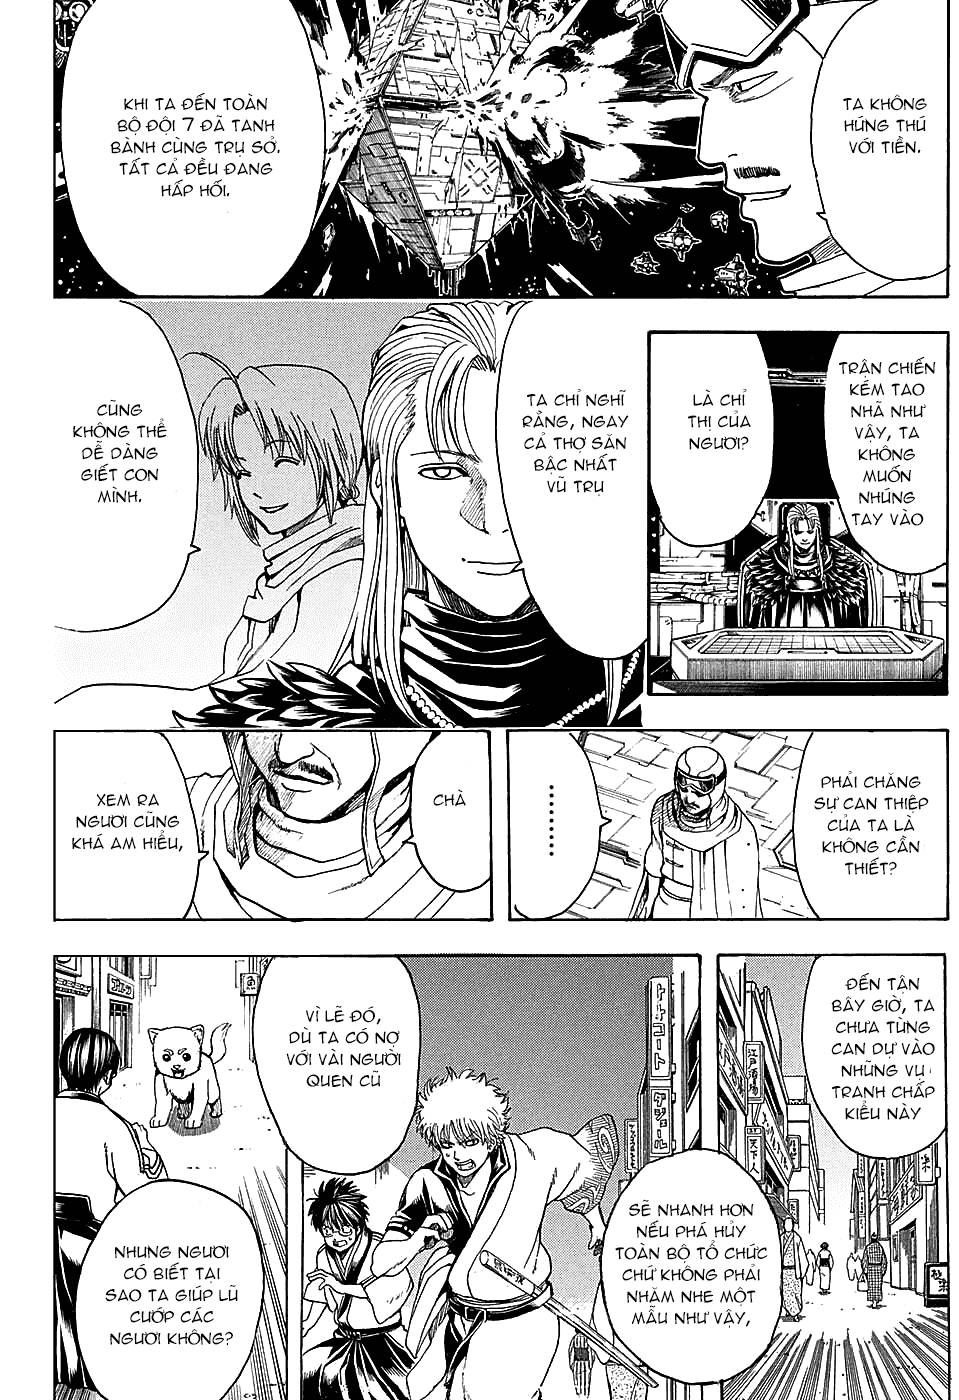 TA KHÔNG
HỨNG THÚ
VỚI TIỀN.
KHI TA ĐẾN TOÀN
BỘ ĐỘI 7 ĐÃ TANH
BÀNH CÙNG TRỤ SỞ.
TẤT CẢ ĐỀU ĐANG
HẤP HỐI.
TRẬN CHIẾN
KÉM TAO
NHÃ NHƯ
VẬY, TA
KHÔNG
MUỐN
NHÚNG
TAY VÀO
LÀ CHỈ
THỊ CỦA
NGƯƠI?
TA CHỈ NGHĨ
RẰNG, NGAY
CẢ THỢ SĂN
BẬC NHẤT
VŨ TRỤ
CŨNG
KHÔNG THỂ
DỄ DÀNG
GIẾT CON
MÌNH.
PHẢI CHĂNG
SỰ CAN THIỆP
CỦA TA LÀ
KHÔNG CẦN
THIẾT?
.........
CHÀ
XEM RA
NGƯƠI CŨNG
KHÁ AM HIỂU,
ĐẾN TẬN
BÂY GIỜ, TA
CHƯA TỪNG
CAN DỰ VÀO
NHŨNG VỤ
TRANH CHẤP
KIỂU NÀY
SẼ NHANH HƠN
NẾU PHÁ HỦY
TOÀN BỘ TỔ CHỨC
CHỨ KHÔNG PHẢI
NHẰM NHE MỘT
MẪU NHƯ VẬY,
VÌ LẼ ĐÓ,
DÙ TA CÓ NỢ
VỚI VÀI NGƯỜI
QUEN CŨ
NHƯNG NGƯƠI
CÓ BIẾT TẠI
SAO TA GIÚP LŨ
CƯỚP CÁC
NGƯƠI KHÔNG?